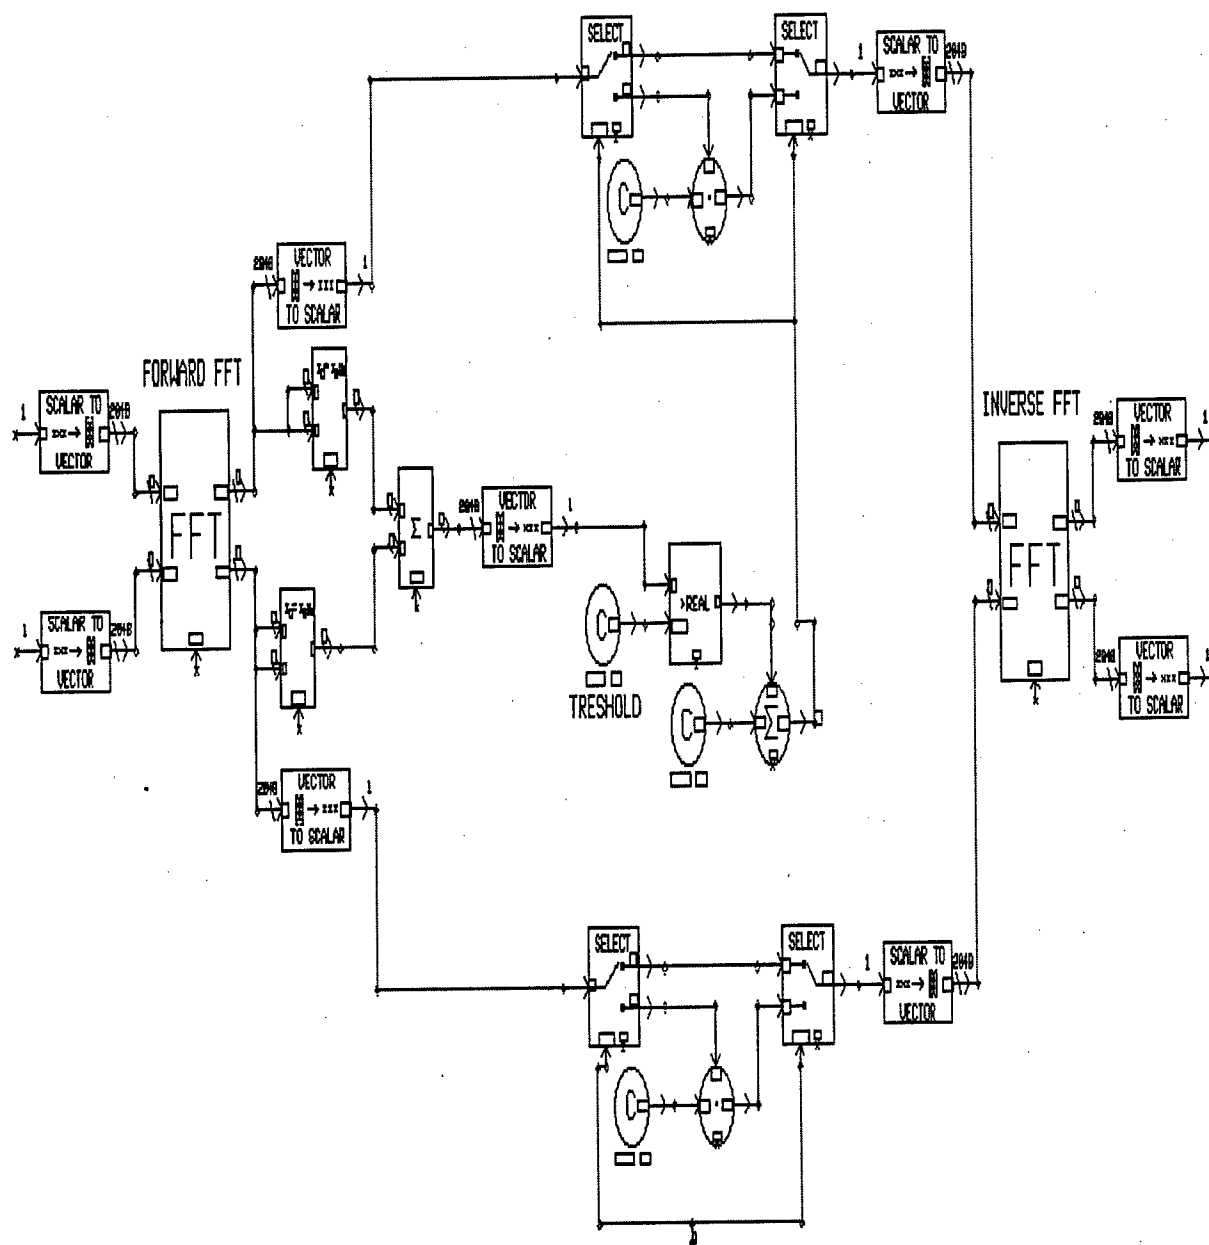 SELECT
SELECT
1
SCALAR TO
VECTOR
2048
2048
VECTOR
TO SCALAR
1
FORWARD FFT
1
SCALAR TO
VECTOR
2048
FFT
1
SCALAR TO
VECTOR
2048
Σ
2048
VECTOR
TO SCALAR
1
>REAL
TRESHOLD
Σ
2048
VECTOR
TO SCALAR
1
INVERSE FFT
FFT
2048
VECTOR
TO SCALAR
1
2048
VECTOR
TO SCALAR
1
SELECT
SELECT
1
SCALAR TO
VECTOR
2048